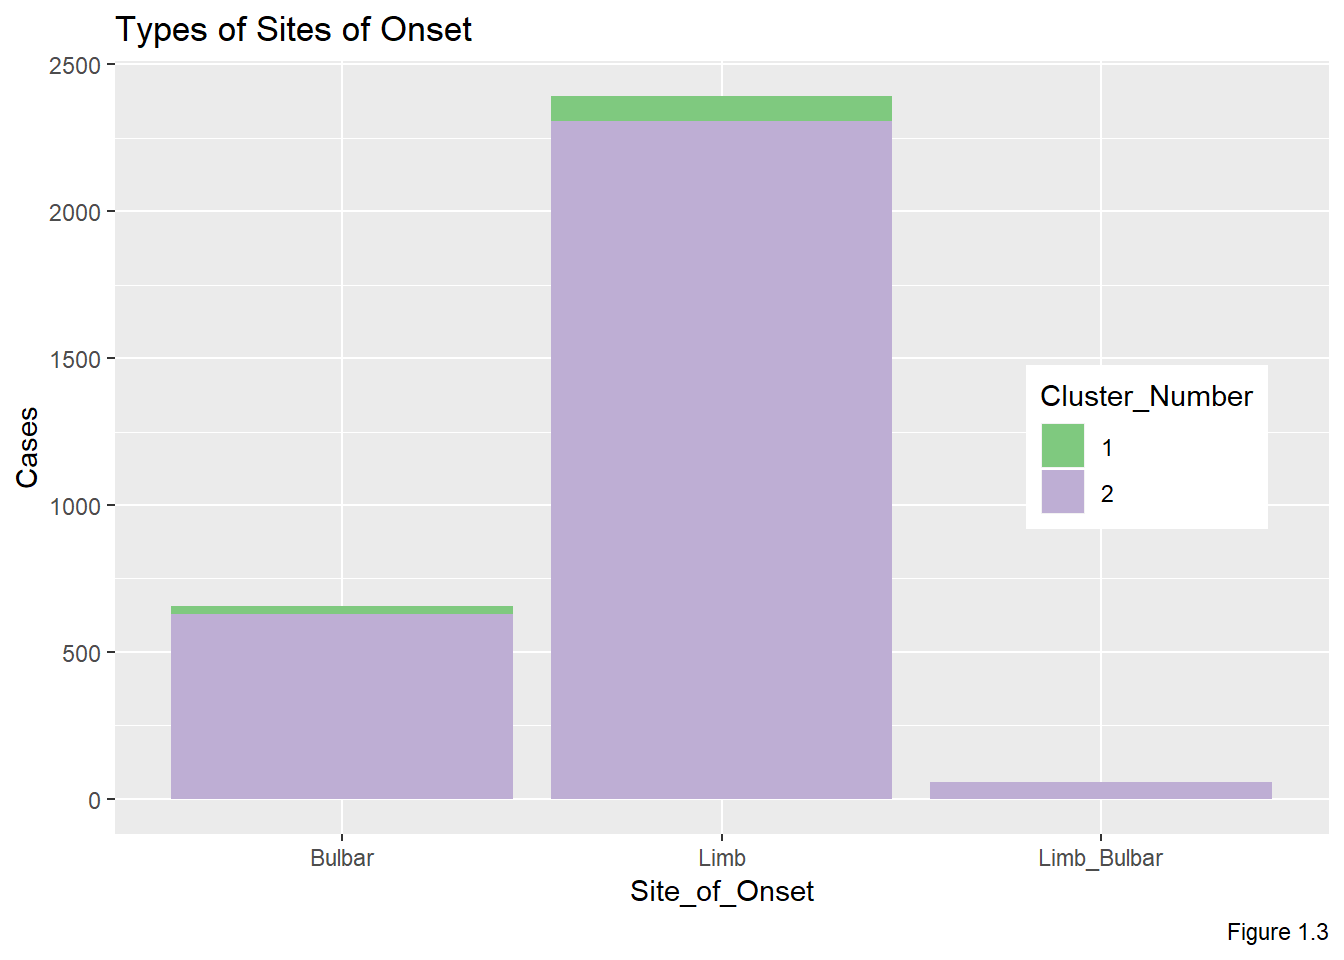 Types of Sites of Onset
2500
2000
1500
1000
500
0
Cases
Cluster_Number
1
2
Bulbar Limb Limb_Bulbar
Site_of_Onset
Figure 1.3